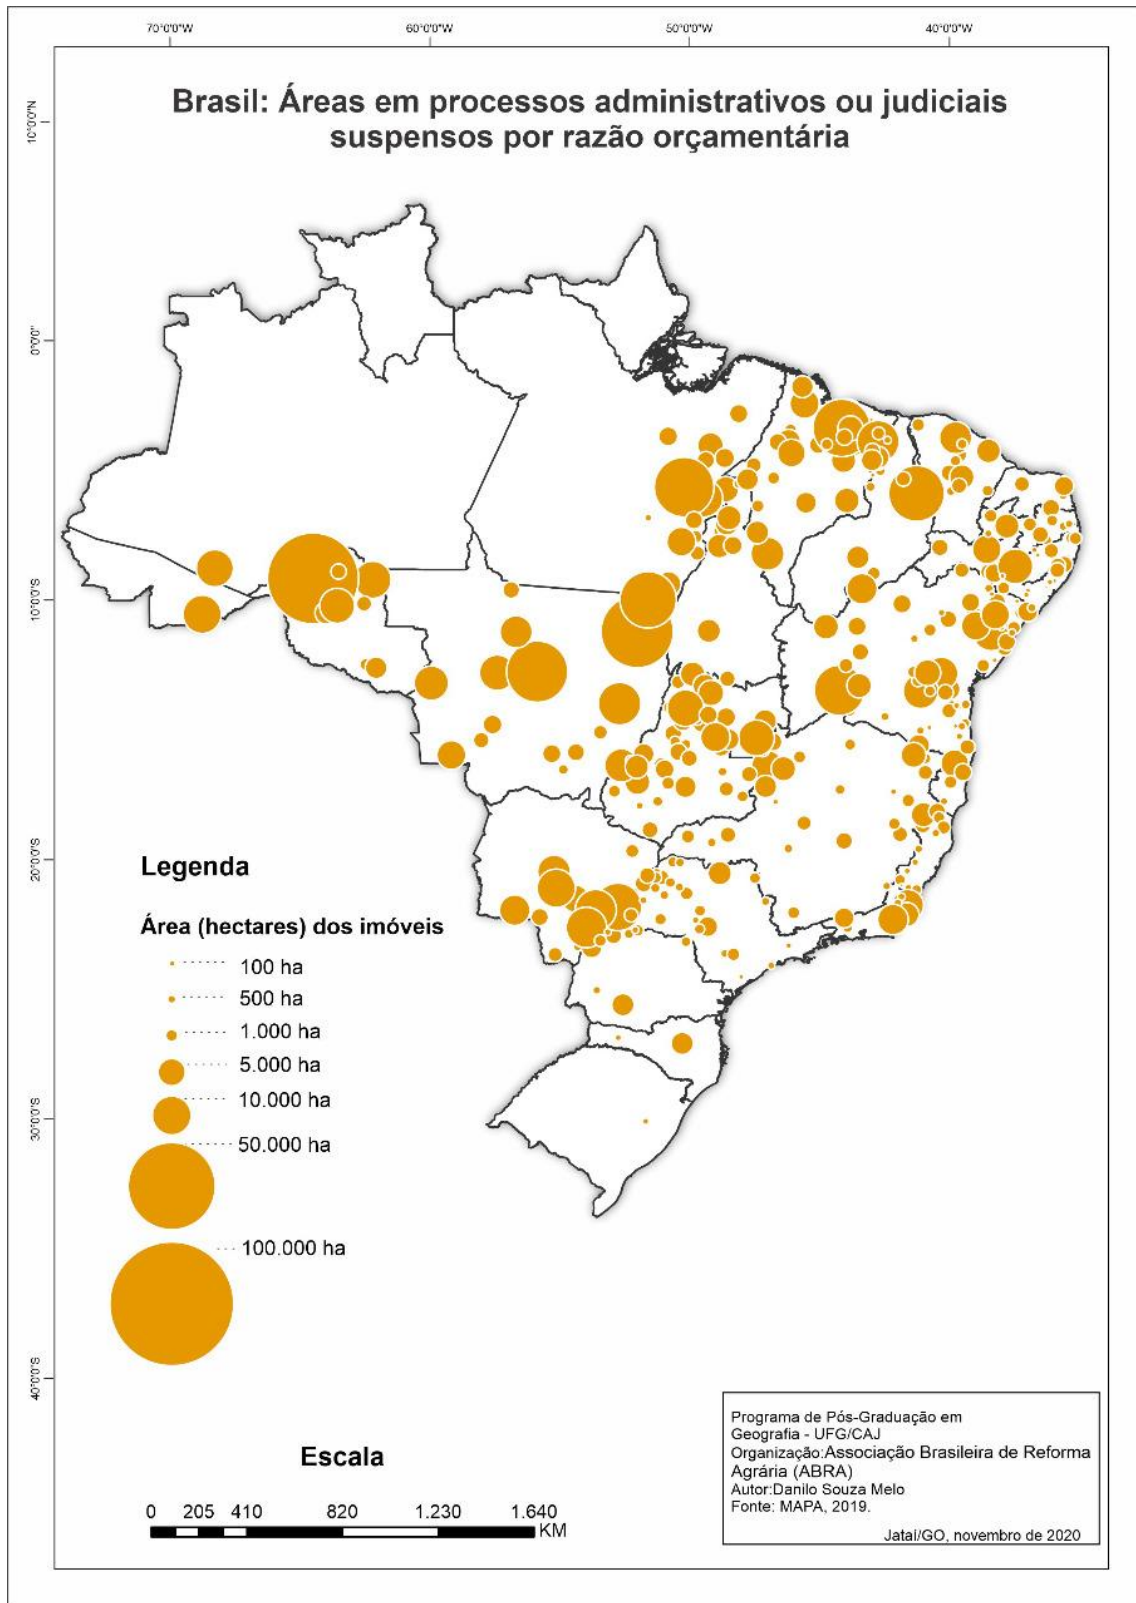 70°0'0"W 60°0'0"W 50°0'0"W 40°0'0"W
Brasil: Áreas em processos administrativos ou judiciais
suspensos por razão orçamentária
10°0'0"N
0°0'0"
10°0'0"S
20°0'0"S
30°0'0"S
40°0'0"S
Legenda
Área (hectares) dos imóveis
100 ha
500 ha
1.000 ha
5.000 ha
10.000 ha
50.000 ha
100.000 ha
Escala
0 205 410 820 1.230 1.640
KM
Programa de Pós-Graduação em
Geografia - UFG/CAJ
Organização:Associação Brasileira de Reforma
Agrária (ABRA)
Autor:Danilo Souza Melo
Fonte: MAPA, 2019.
Jataí/GO, novembro de 2020